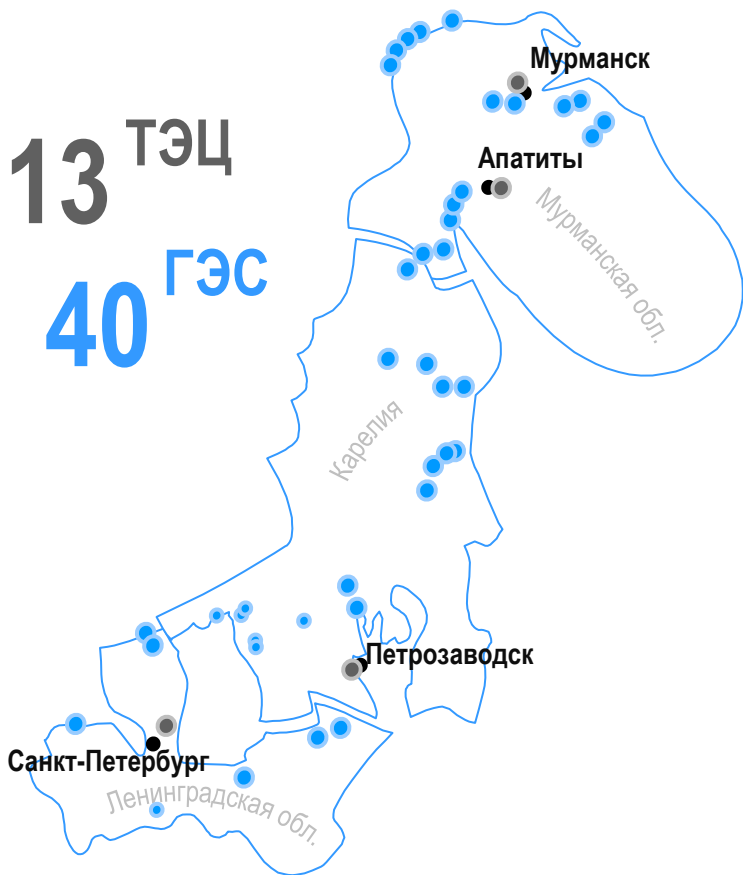 Мурманск
13 ТЭЦ
Апатиты
Мурманская обл.
40 ГЭС
Карелия
Петрозаводск
Санкт-Петербург
Ленинградская обл.